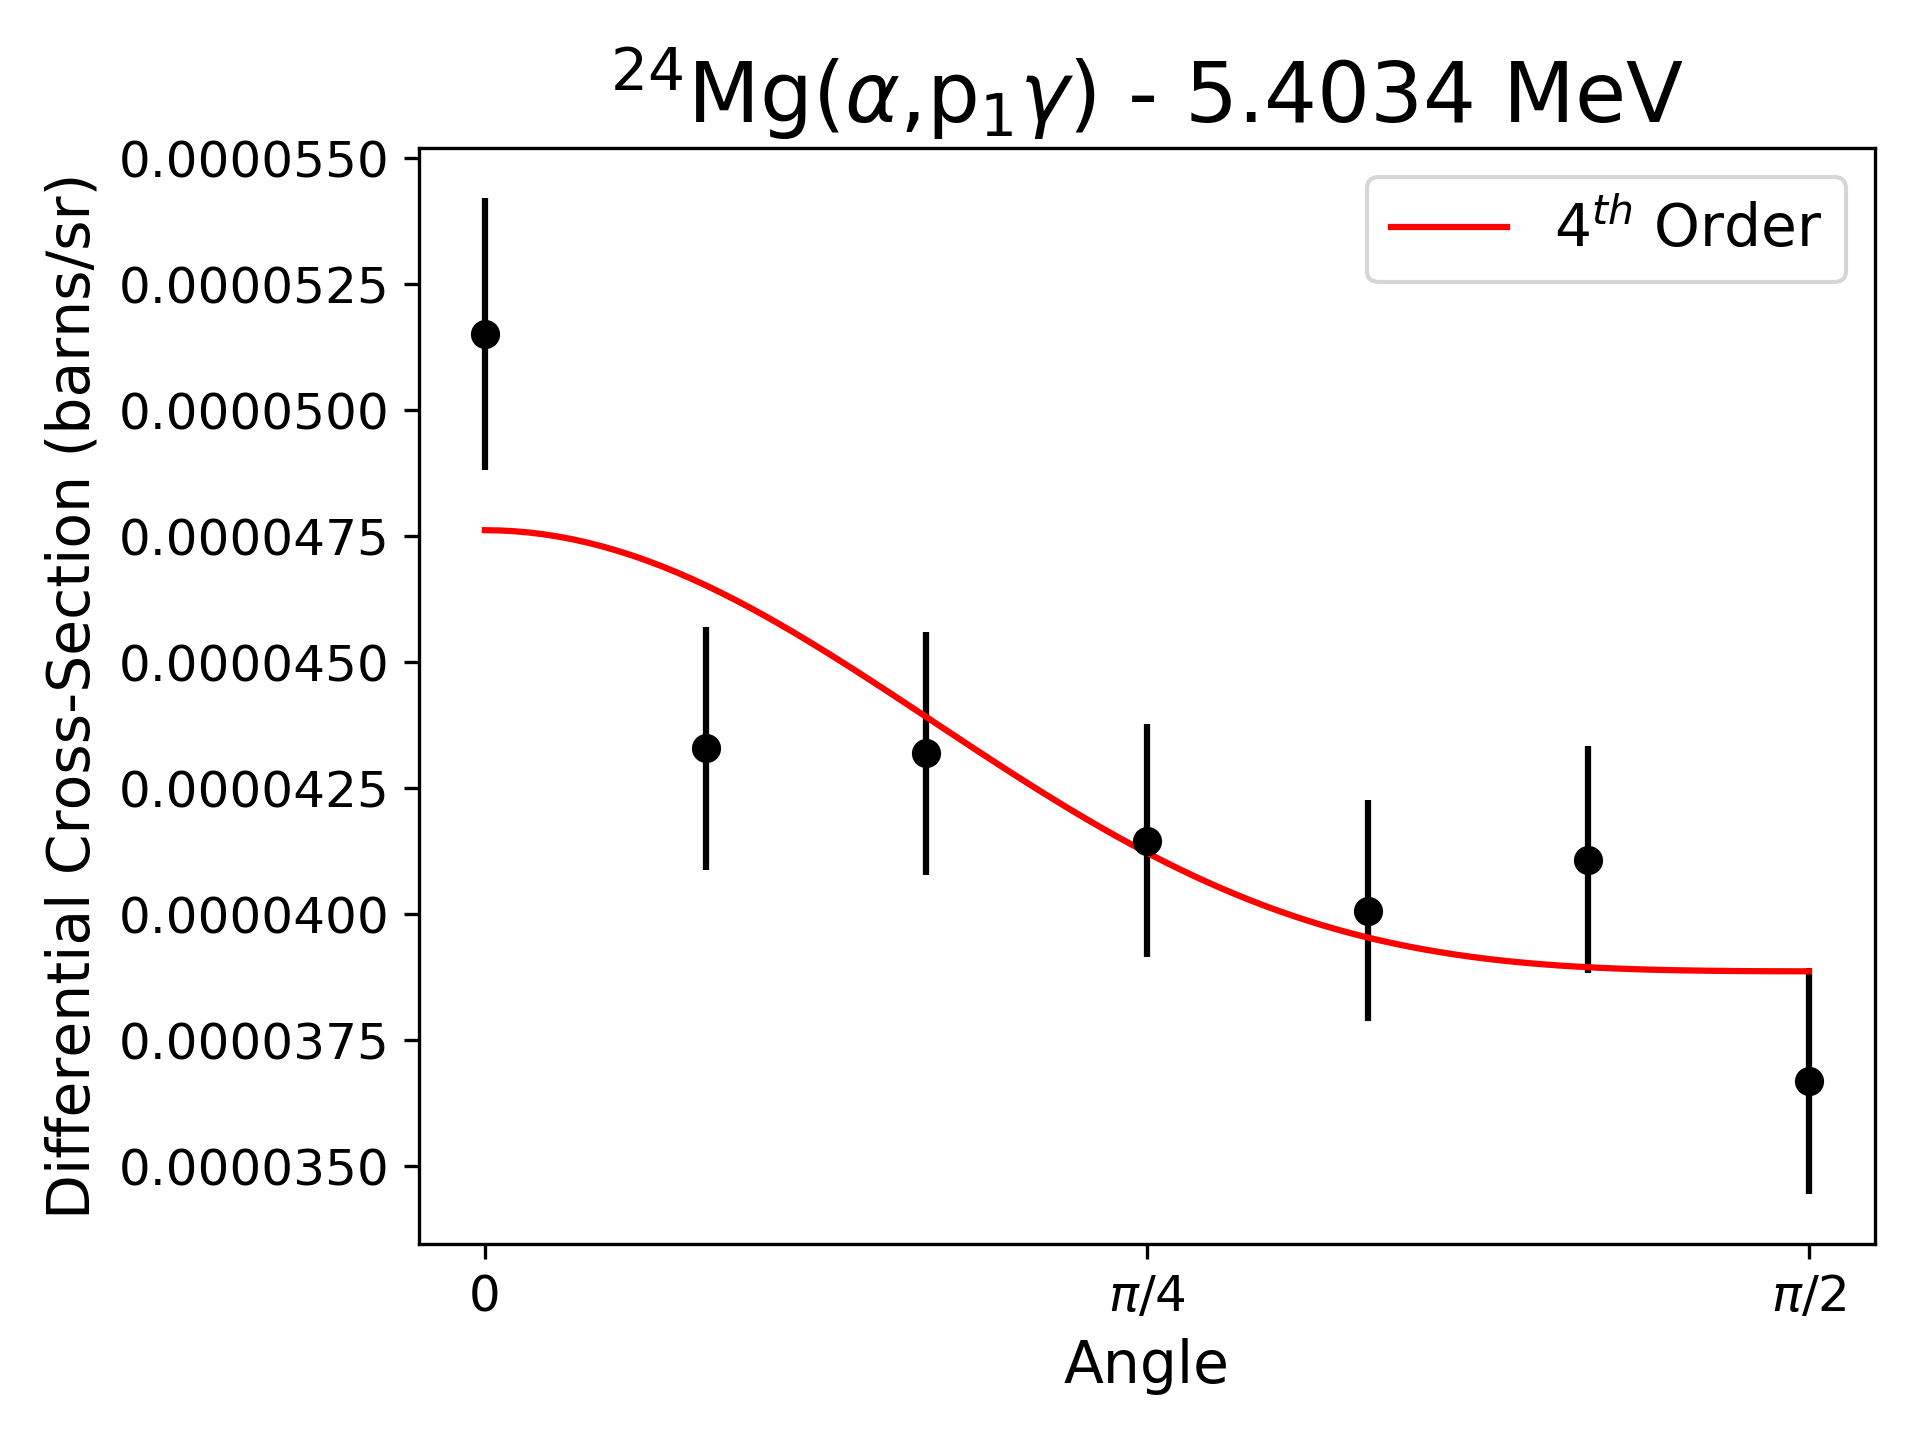 ²⁴Mg(α,p₁γ) - 5.4034 MeV
Differential Cross-Section (barns/sr)
0.0000550
0.0000525
0.0000500
0.0000475
0.0000450
0.0000425
0.0000400
0.0000375
0.0000350
4ᵗʰ Order
0
π/4
π/2
Angle